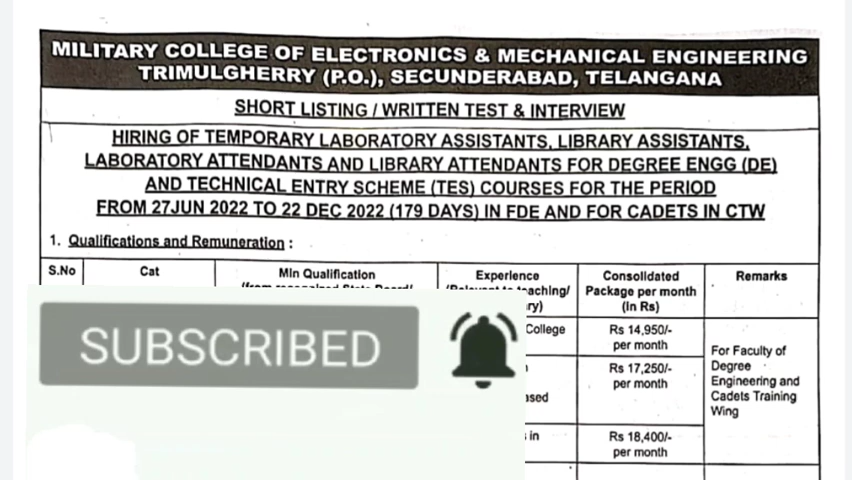 MILITARY COLLEGE OF ELECTRONICS & MECHANICAL ENGINEERING
TRIMULGHERRY (P.O.), SECUNDERABAD, TELANGANA
SHORT LISTING / WRITTEN TEST & INTERVIEW
HIRING OF TEMPORARY LABORATORY ASSISTANTS, LIBRARY ASSISTANTS,
LABORATORY ATTENDANTS AND LIBRARY ATTENDANTS FOR DEGREE ENGG (DE)
AND TECHNICAL ENTRY SCHEME (TES) COURSES FOR THE PERIOD
FROM 27JUN 2022 TO 22 DEC 2022 (179 DAYS) IN FDE AND FOR CADETS IN CTW
1. Qualifications and Remuneration :
S.No
Cat
Min Qualification
Experience
teaching/
Consolidated
Package per month
(in Rs)
Remarks
College
Rs 14,950/-
per month
Rs 17,250/-
per month
in
Rs 18,400/-
per month
For Faculty of
Degree
Engineering and
Cadets Training
Wing
SUBSCRIBED